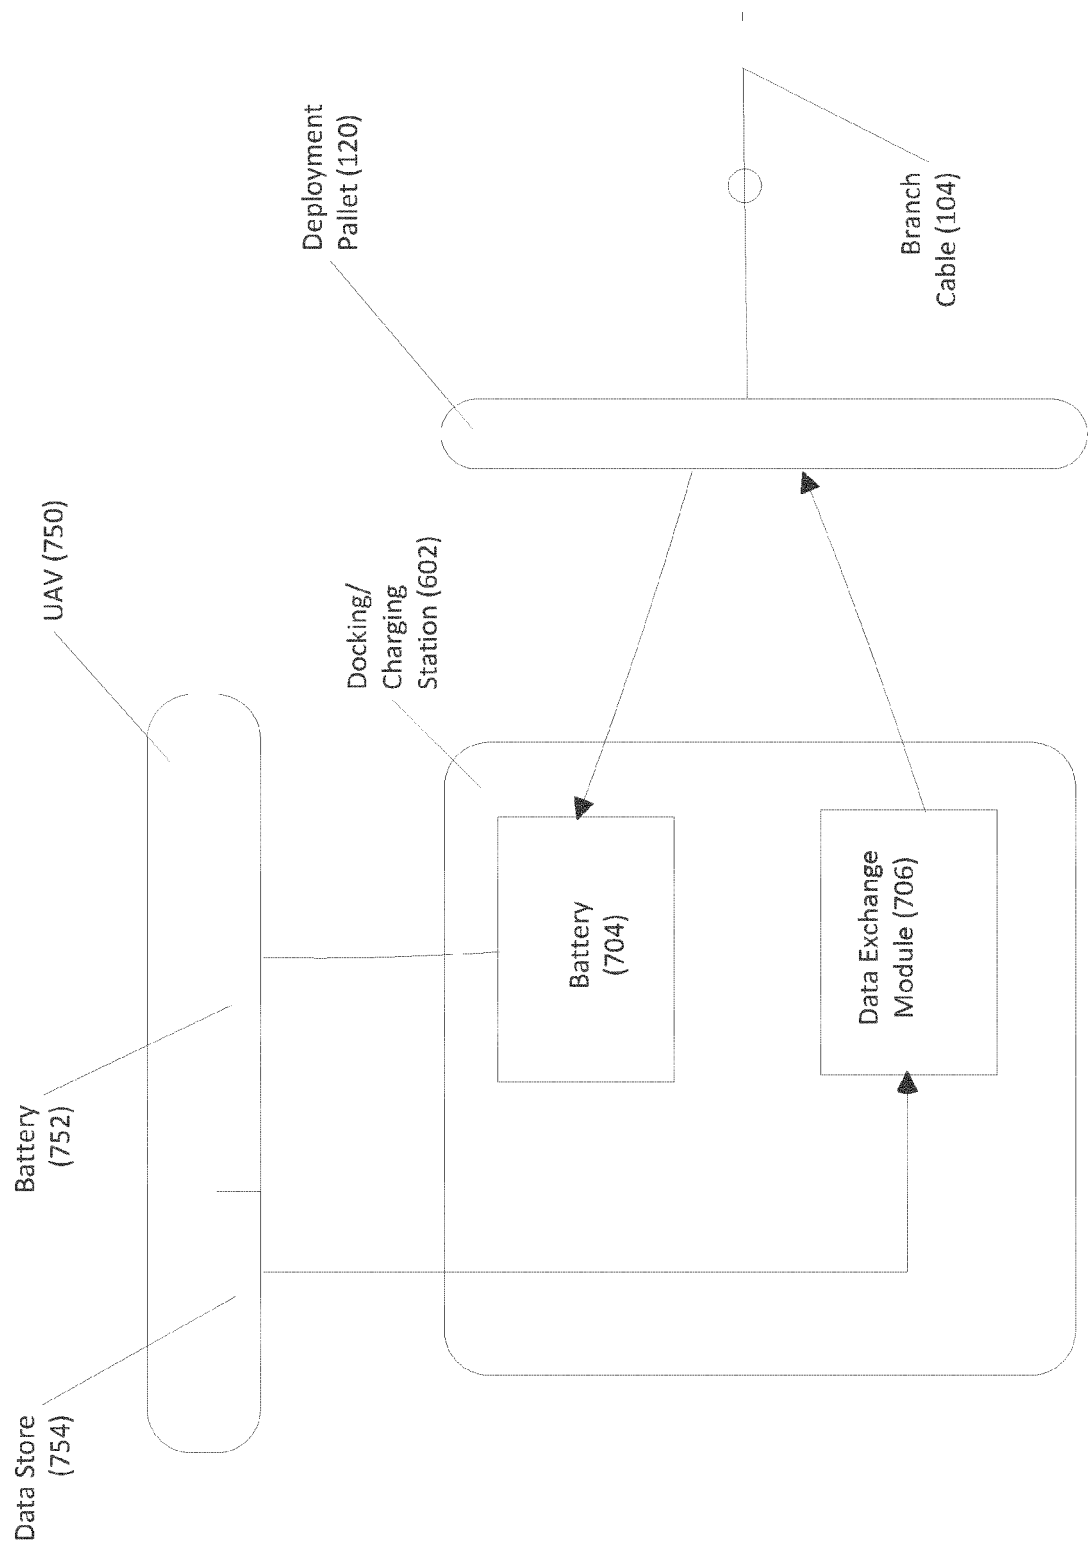 Data Store
(754)
Battery
(752)
UAV (750)
Deployment
Pallet (120)
Docking/
Charging
Station (602)
Battery
(704)
Data Exchange
Module (706)
Branch
Cable (104)